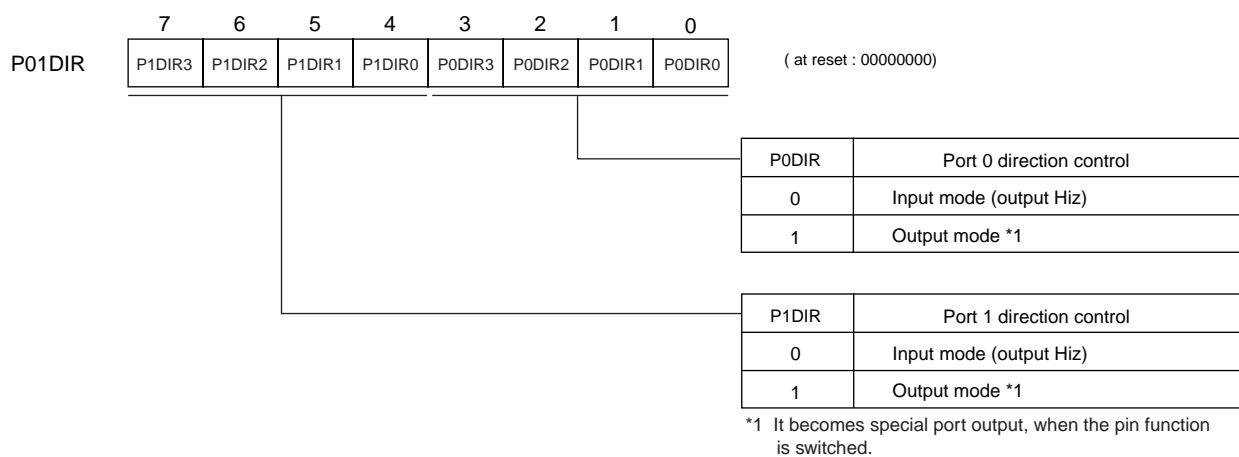 7 6 5 4 3 2 1 0
P01DIR P1DIR3 P1DIR2 P1DIR1 P1DIR0 P0DIR3 P0DIR2 P0DIR1 P0DIR0 ( at reset : 00000000)
P0DIR Port 0 direction control
0 Input mode (output Hiz)
1 Output mode *1
P1DIR Port 1 direction control
0 Input mode (output Hiz)
1 Output mode *1
*1 It becomes special port output, when the pin function
is switched.